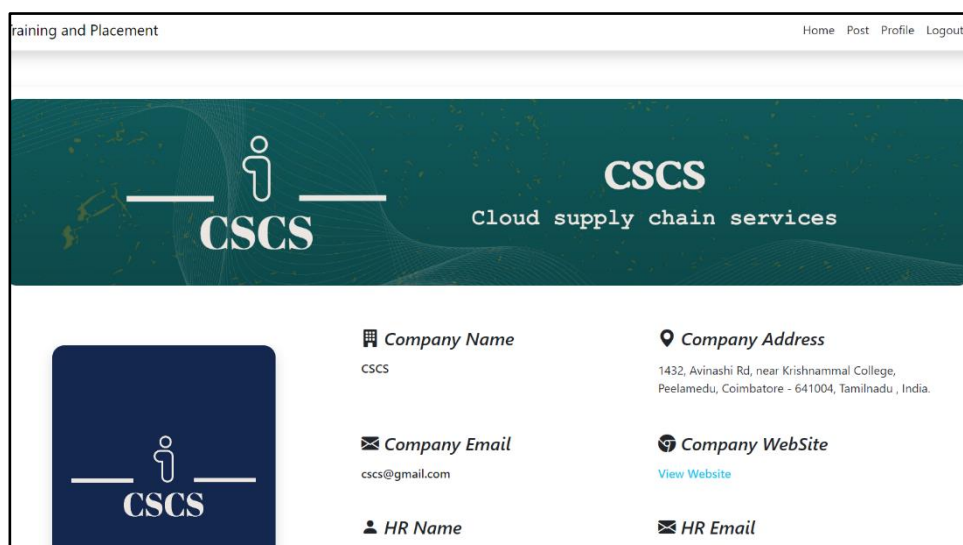 raining and Placement
Home Post Profile Logout
CSCS
CSCS
Cloud supply chain services
Company Name
CSCS
Company Address
1432, Avinashi Rd, near Krishnammal College,
Peelamedu, Coimbatore - 641004, Tamilnadu , India.
Company Email
cscs@gmail.com
Company WebSite
View Website
CSCS
HR Name
HR Email